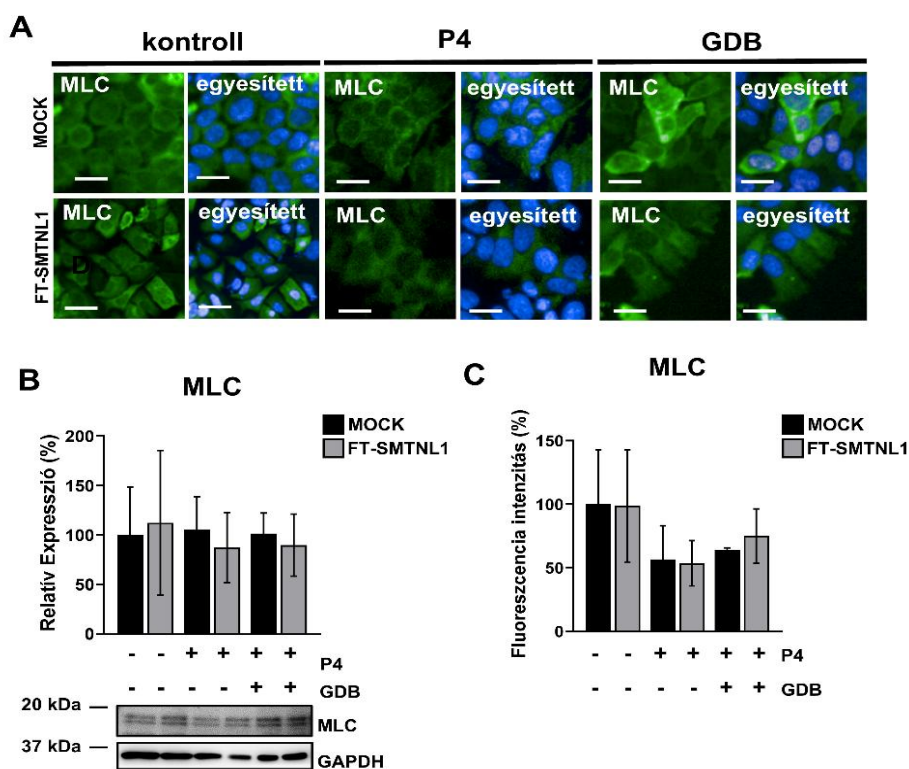 A
kontroll P4 GDB
MOCK
MLC egyesített MLC egyesített MLC egyesített
FT-SMTNL1
MLC egyesített MLC egyesített MLC egyesített
D
B
MLC
MOCK
FT-SMTNL1
Relatív Expresszió (%)
200
150
100
50
0
- - + + + + P4
- - - - + + GDB
20 kDa
MLC
37 kDa
GAPDH
C
MLC
MOCK
FT-SMTNL1
Fluoreszcencia intenzitás (%)
150
100
50
0
- - + + + + P4
- - - - + + GDB